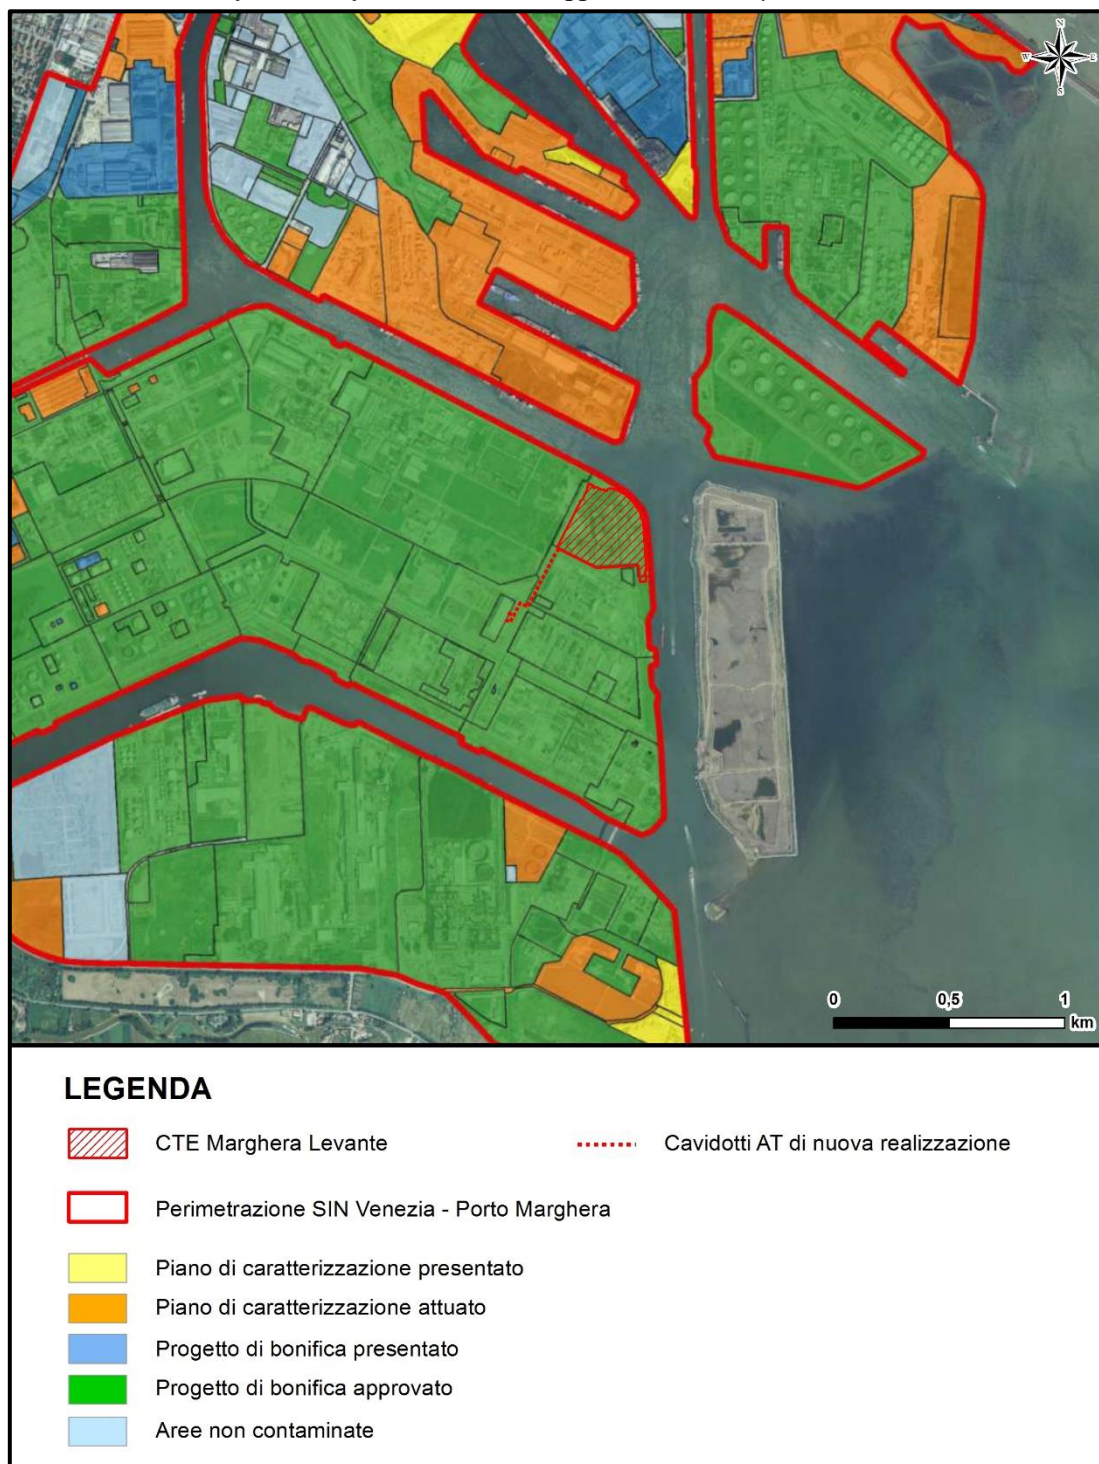 N
W E
S
0 0,5 1
km
LEGENDA
CTE Marghera Levante
Cavidotti AT di nuova realizzazione
Perimetrazione SIN Venezia - Porto Marghera
Piano di caratterizzazione presentato
Piano di caratterizzazione attuato
Progetto di bonifica presentato
Progetto di bonifica approvato
Aree non contaminate